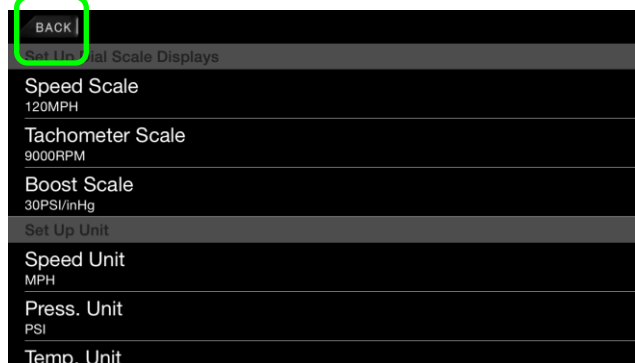 BACK
Set Up Dial Scale Displays
Speed Scale
120MPH
Tachometer Scale
9000RPM
Boost Scale
30PSI/inHg
Set Up Unit
Speed Unit
MPH
Press. Unit
PSI
Temp. Unit